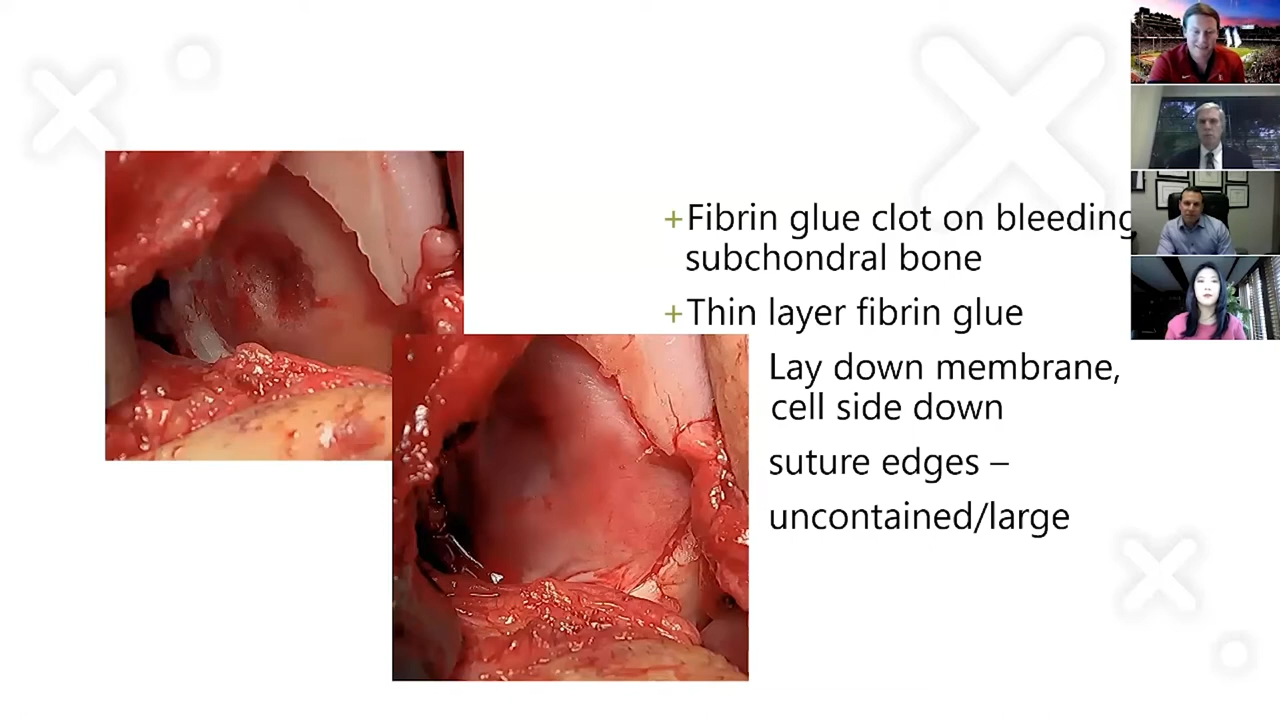 +Fibrin glue clot on bleeding
subchondral bone
+Thin layer fibrin glue
Lay down membrane,
cell side down
suture edges –
uncontained/large